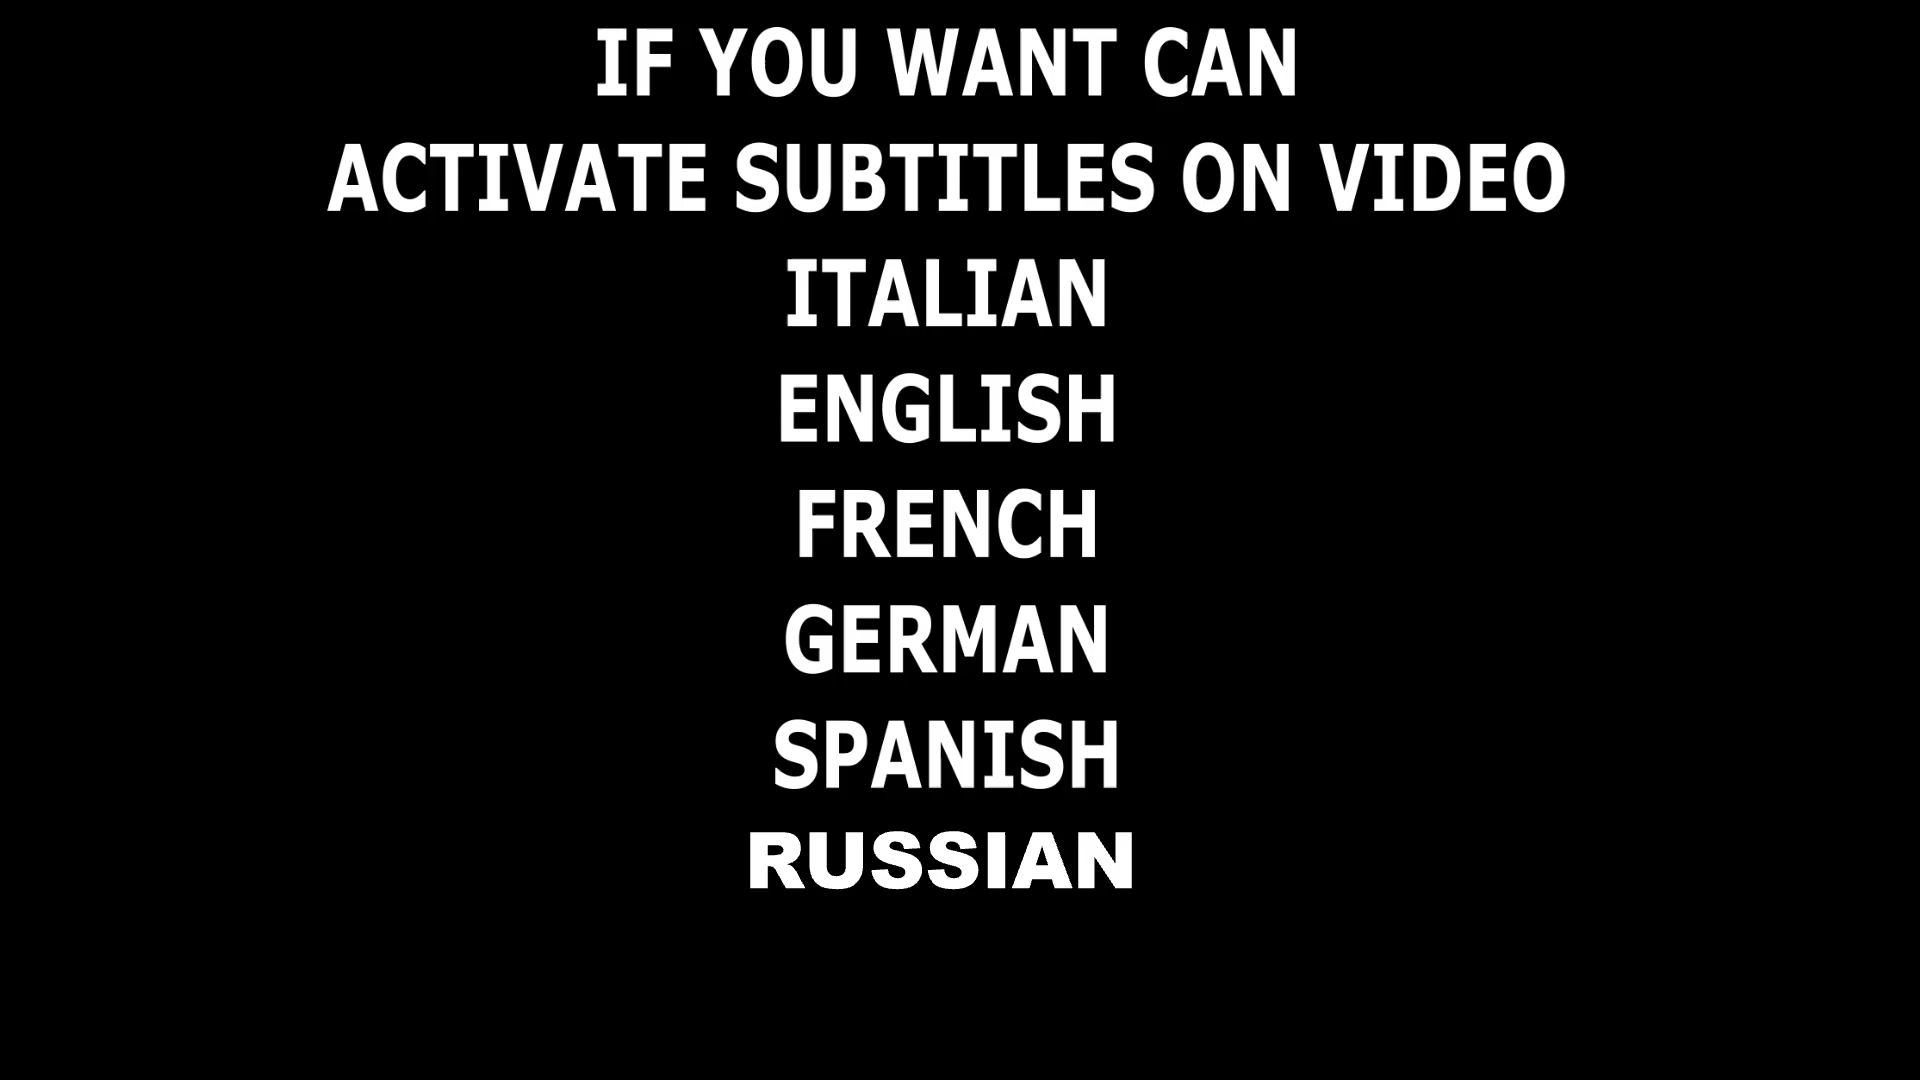 IF YOU WANT CAN
ACTIVATE SUBTITLES ON VIDEO
ITALIAN
ENGLISH
FRENCH
GERMAN
SPANISH
RUSSIAN